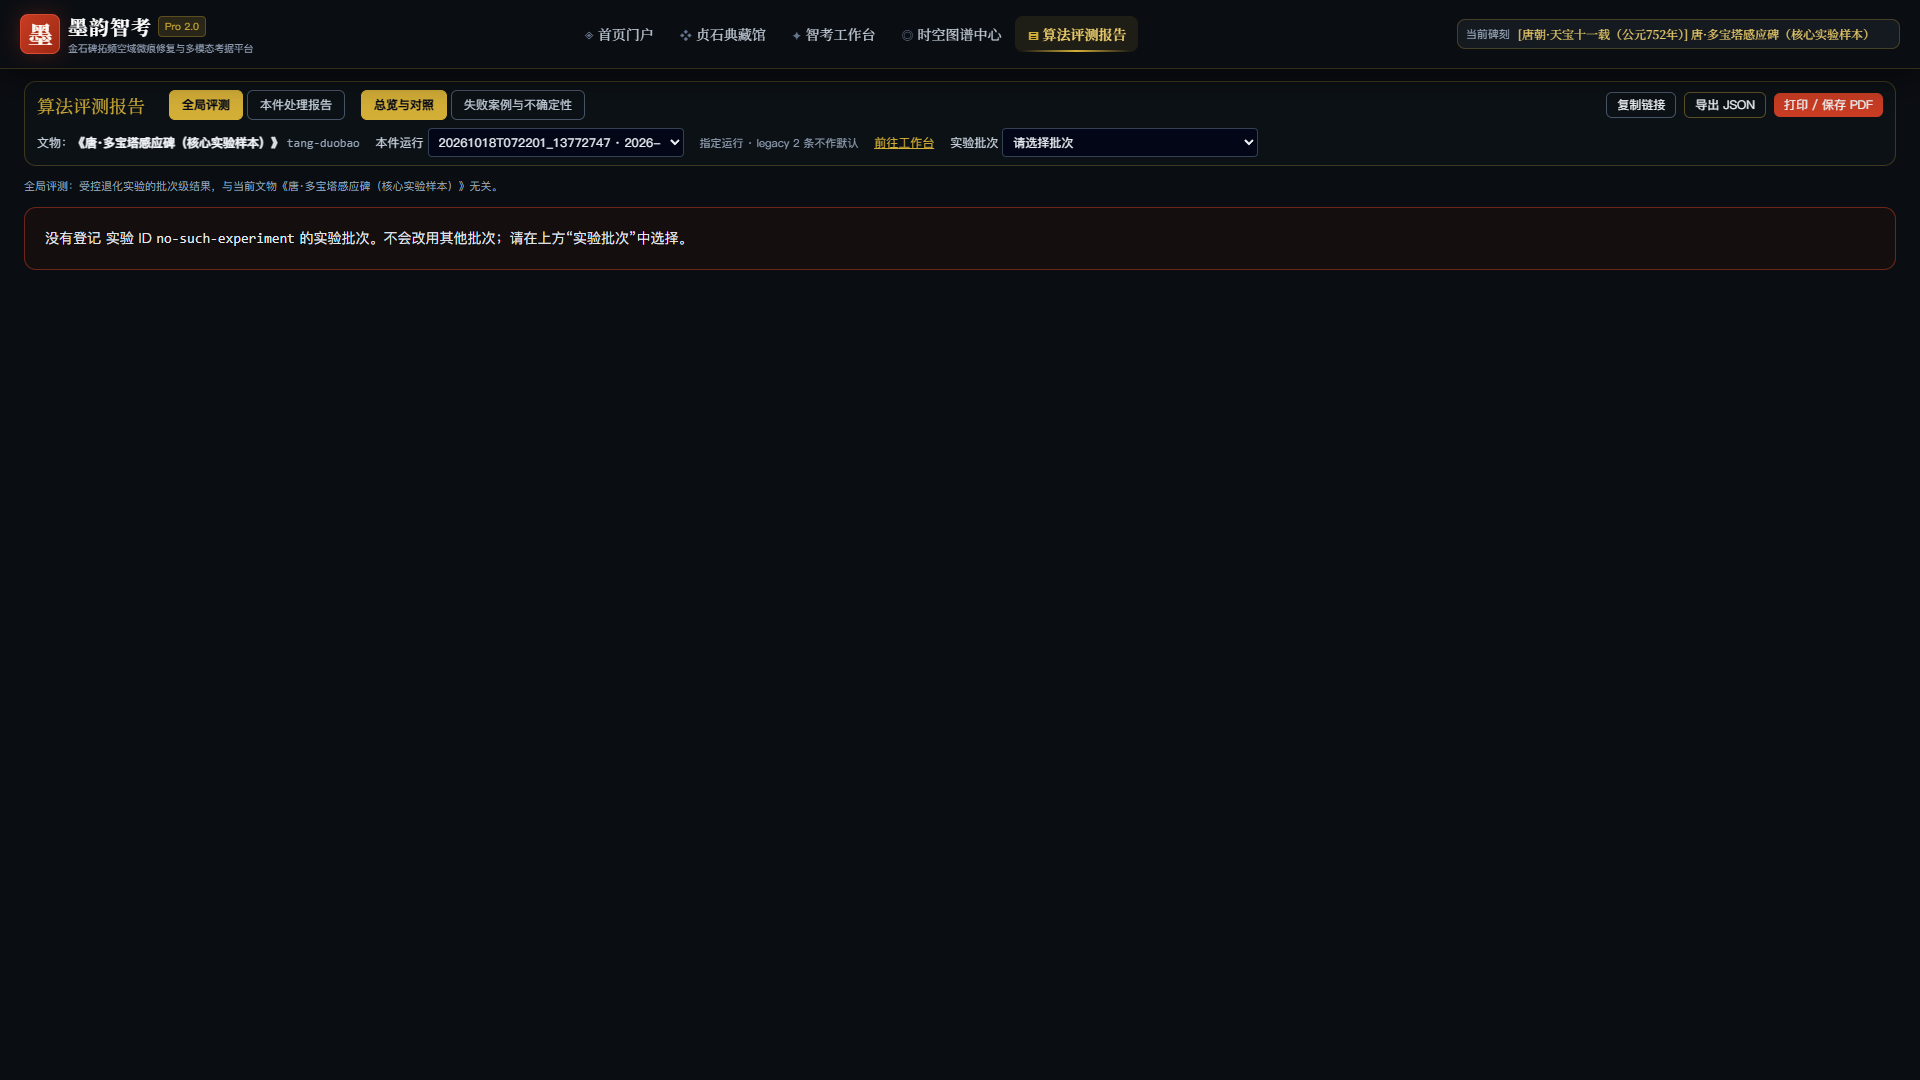 墨
墨韵智考 Pro 2.0
金石碑拓频空域微痕修复与多模态考据平台
首页门户
贞石典藏馆
智考工作台
时空图谱中心
算法评测报告
当前碑刻 [唐朝·天宝十一载（公元752年）] 唐·多宝塔感应碑（核心实验样本）
算法评测报告 全局评测 本件处理报告 总览与对照 失败案例与不确定性 复制链接 导出 JSON 打印 / 保存 PDF
文物：《唐·多宝塔感应碑（核心实验样本）》 tang-duobao 本件运行 20261018T072201_13772747 · 2026- 指定运行 · legacy 2 条不作默认 前往工作台 实验批次 请选择批次
全局评测：受控退化实验的批次级结果，与当前文物《唐·多宝塔感应碑（核心实验样本）》无关。
没有登记 实验 ID no-such-experiment 的实验批次。不会改用其他批次；请在上方“实验批次”中选择。